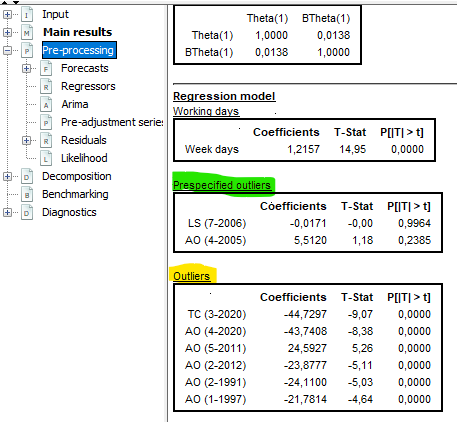 Input
Main results
Pre-processing
Forecasts
Regressors
Arima
Pre-adjustment series
Residuals
Likelihood
Decomposition
Benchmarking
Diagnostics
Theta(1) BTheta(1)
Theta(1) 1,0000 0,0138
BTheta(1) 0,0138 1,0000
Regression model
Working days
Coefficients T-Stat P[|T| > t]
Week days 1,2157 14,95 0,0000
Prespecified outliers
Coefficients T-Stat P[|T| > t]
LS (7-2006) -0,0171 -0,00 0,9964
AO (4-2005) 5,5120 1,18 0,2385
Outliers
Coefficients T-Stat P[|T| > t]
TC (3-2020) -44,7297 -9,07 0,0000
AO (4-2020) -43,7408 -8,38 0,0000
AO (5-2011) 24,5927 5,26 0,0000
AO (2-2012) -23,8777 -5,11 0,0000
AO (2-1991) -24,1100 -5,03 0,0000
AO (1-1997) -21,7814 -4,64 0,0000